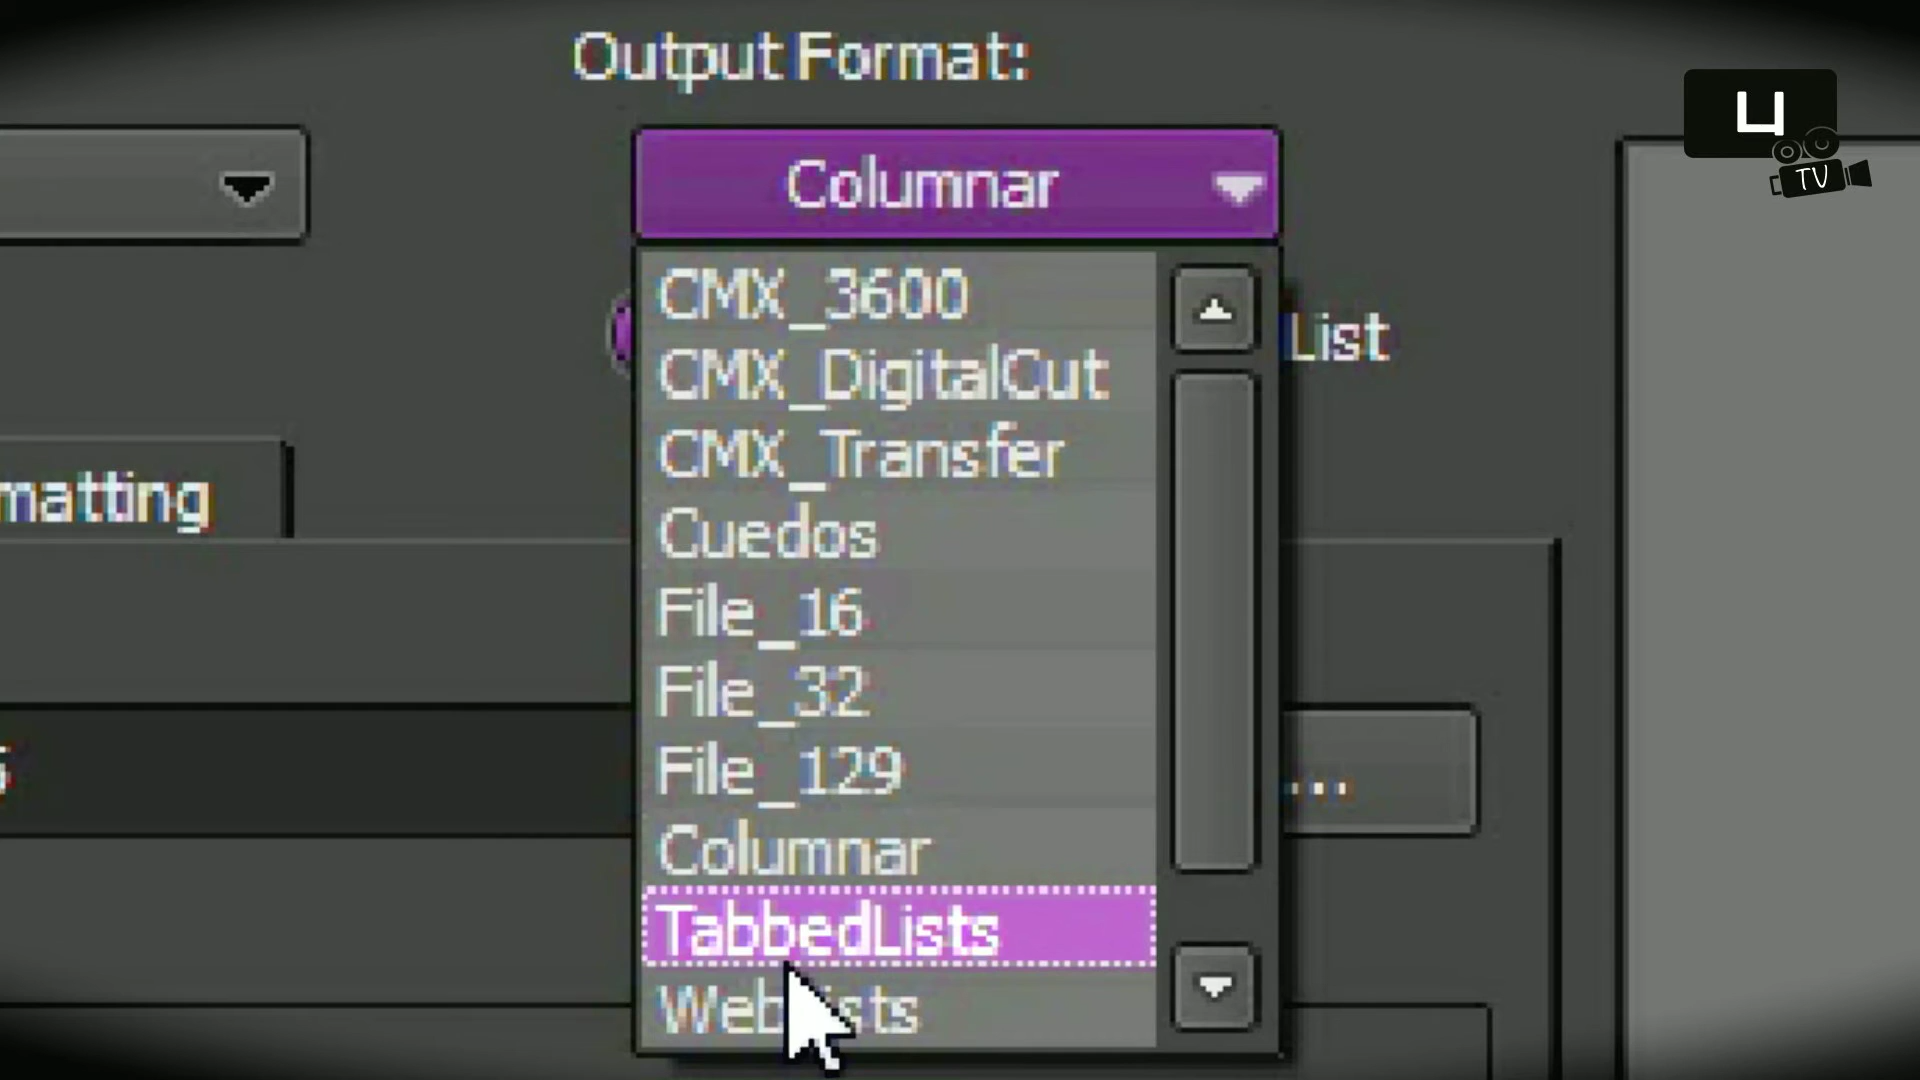 Output Format:
Columnar
CMX_3600
CMX_DigitalCut
CMX_Transfer
Cuedos
File_16
File_32
File_129
Columnar
TabbedLists
List
matting
...
TV